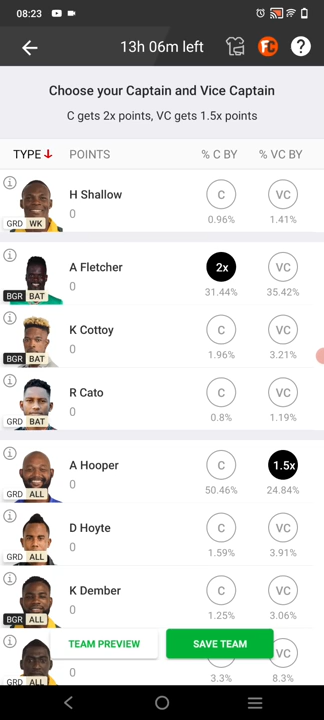 08:23
13h 06m left
FC
?
Choose your Captain and Vice Captain
C gets 2x points, VC gets 1.5x points
TYPE POINTS % C BY % VC BY
i
H Shallow
0
GRD WK
C
0.96%
VC
1.41%
i
A Fletcher
0
BGR BAT
2x
31.44%
VC
35.42%
i
K Cottoy
0
BGR BAT
C
1.96%
VC
3.21%
i
R Cato
0
GRD BAT
C
0.8%
VC
1.19%
i
A Hooper
0
GRD ALL
C
50.46%
1.5x
24.84%
i
D Hoyte
0
GRD ALL
C
1.59%
VC
3.91%
i
K Dember
0
BGR ALL
C
1.25%
VC
3.06%
TEAM PREVIEW
SAVE TEAM
i
0
GRD ALL
3.3%
VC
8.3%